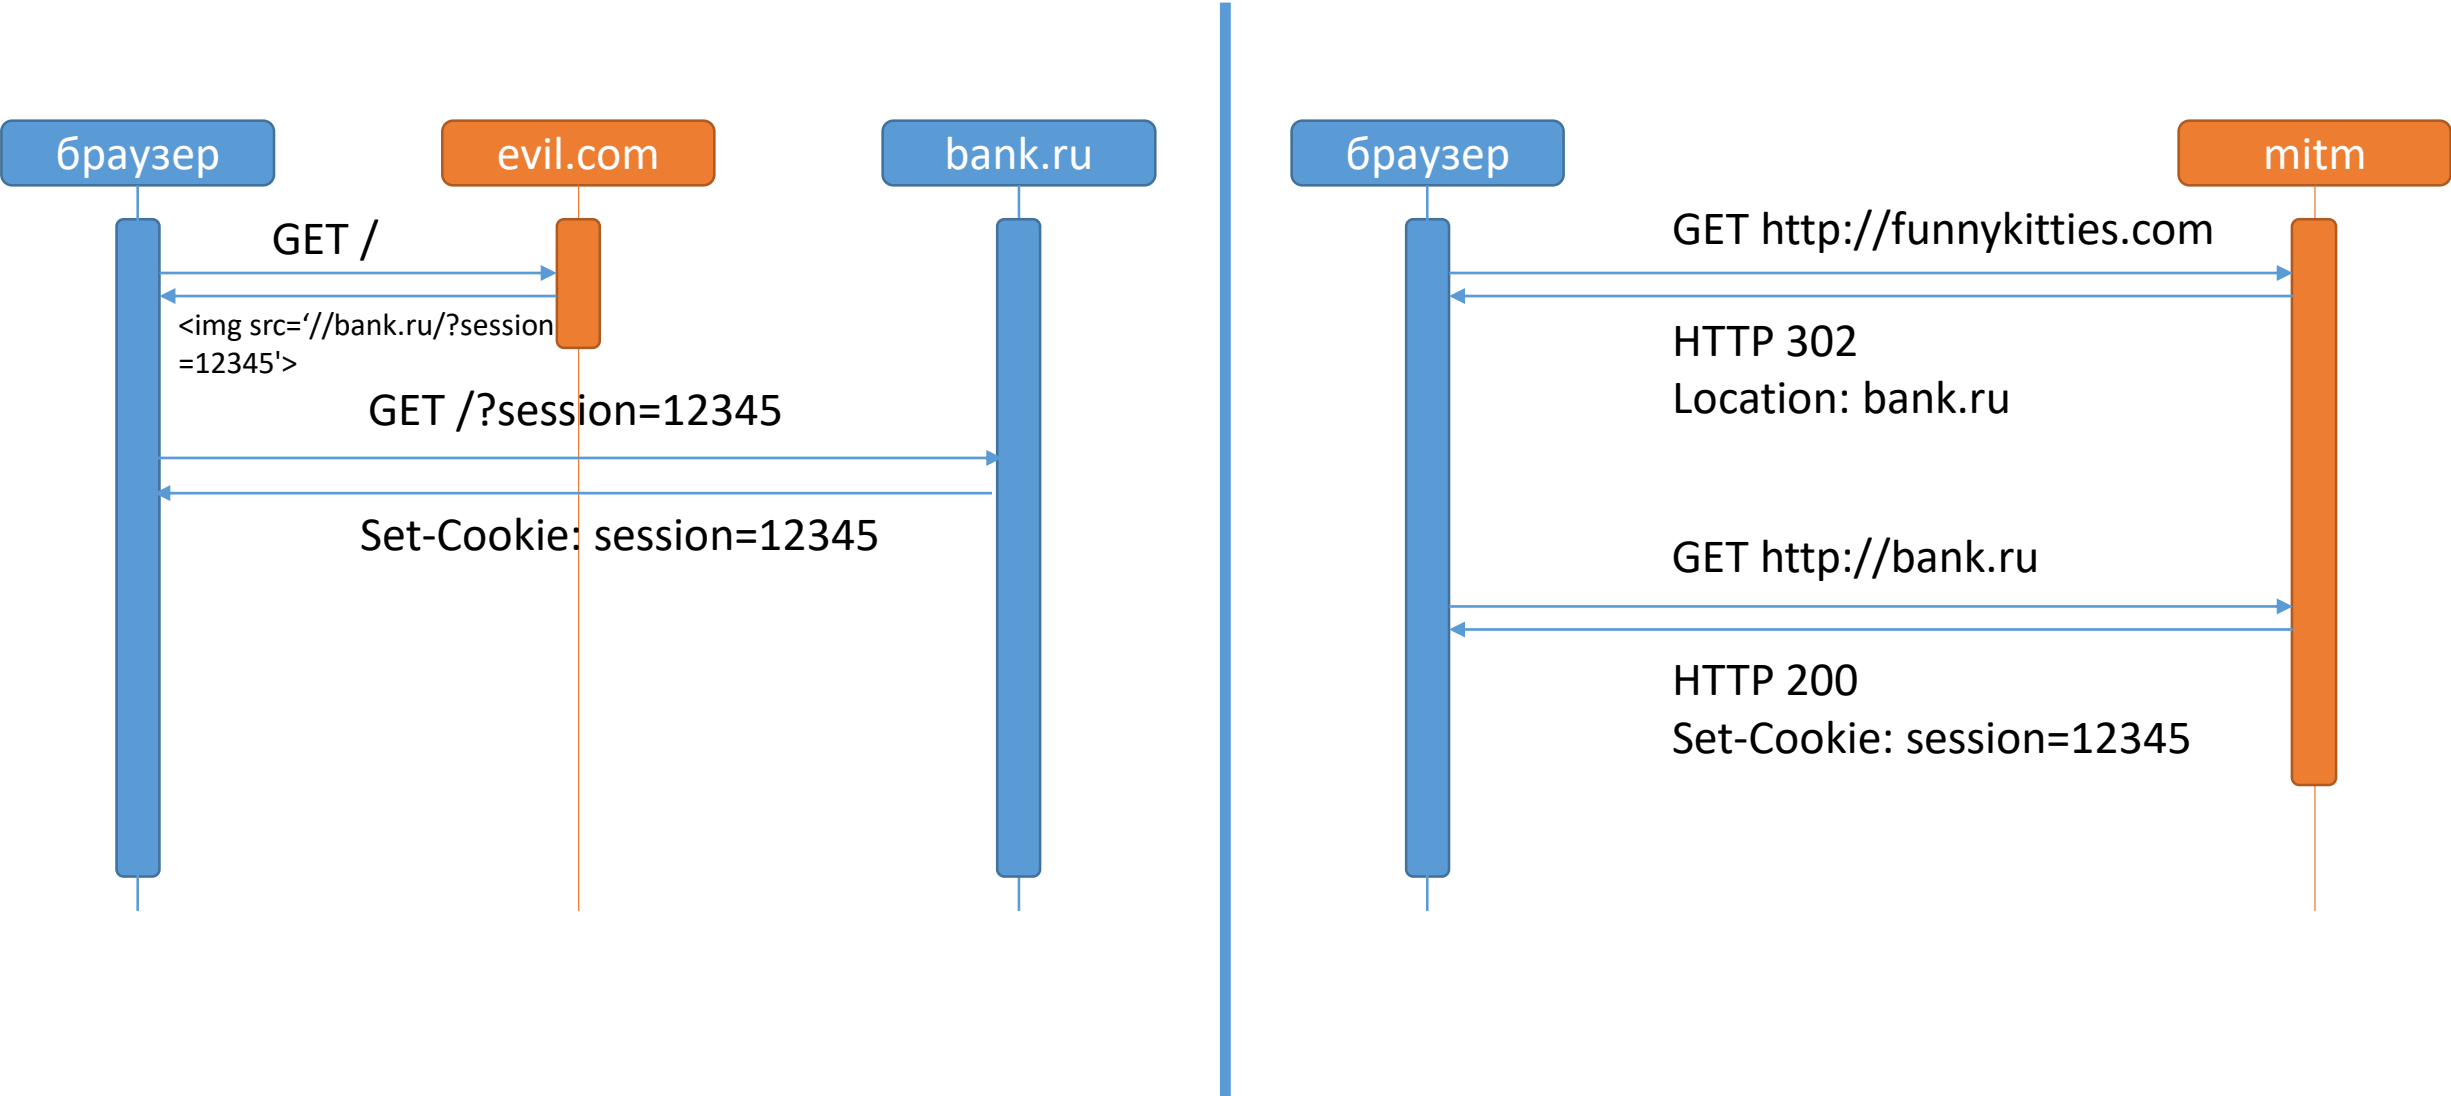 браузер
evil.com
bank.ru
GET /
<img src=‘//bank.ru/?session
=12345'>
GET /?session=12345
Set-Cookie: session=12345
браузер
mitm
GET http://funnykitties.com
HTTP 302
Location: bank.ru
GET http://bank.ru
HTTP 200
Set-Cookie: session=12345